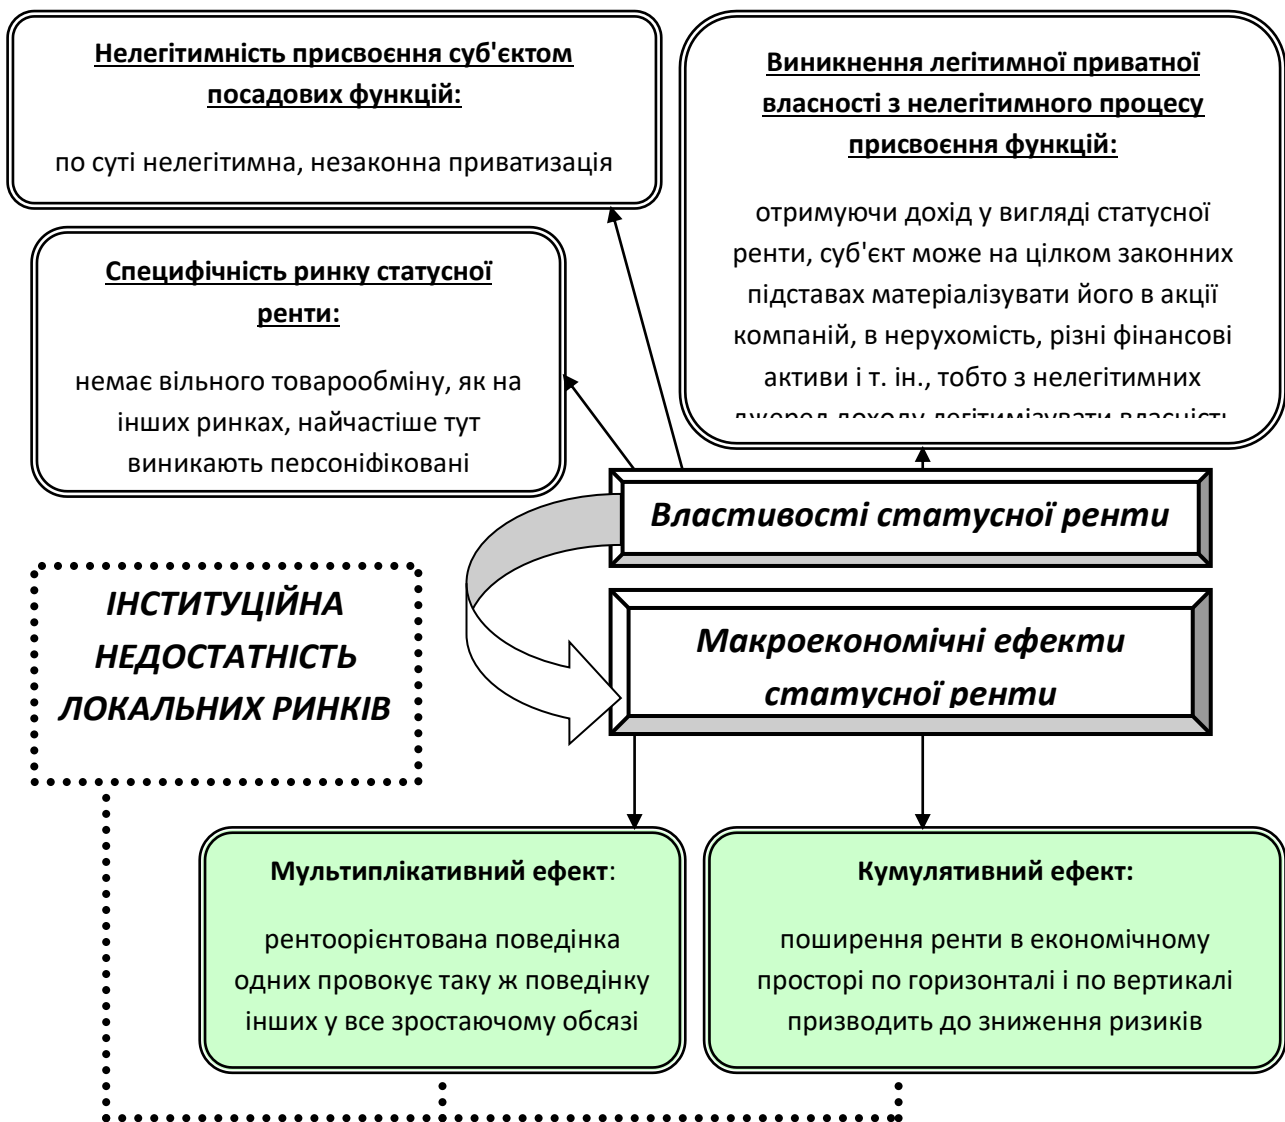 Нелегітимність присвоєння суб'єктом
посадових функцій:
по суті нелегітимна, незаконна приватизація
Виникнення легітимної приватної
власності з нелегітимного процесу
присвоєння функцій:
отримуючи дохід у вигляді статусної
ренти, суб'єкт може на цілком законних
підставах матеріалізувати його в акції
компаній, в нерухомість, різні фінансові
активи і т. ін., тобто з нелегітимних
джерел доходу легітимізувати власність
Специфічність ринку статусної
ренти:
немає вільного товарообміну, як на
інших ринках, найчастіше тут
виникають персоніфіковані
Властивості статусної ренти
ІНСТИТУЦІЙНА
НЕДОСТАТНІСТЬ
ЛОКАЛЬНИХ РИНКІВ
Макроекономічні ефекти
статусної ренти
Мультиплікативний ефект:
рентоорієнтована поведінка
одних провокує таку ж поведінку
інших у все зростаючому обсязі
Кумулятивний ефект:
поширення ренти в економічному
просторі по горизонталі і по вертикалі
призводить до зниження ризиків